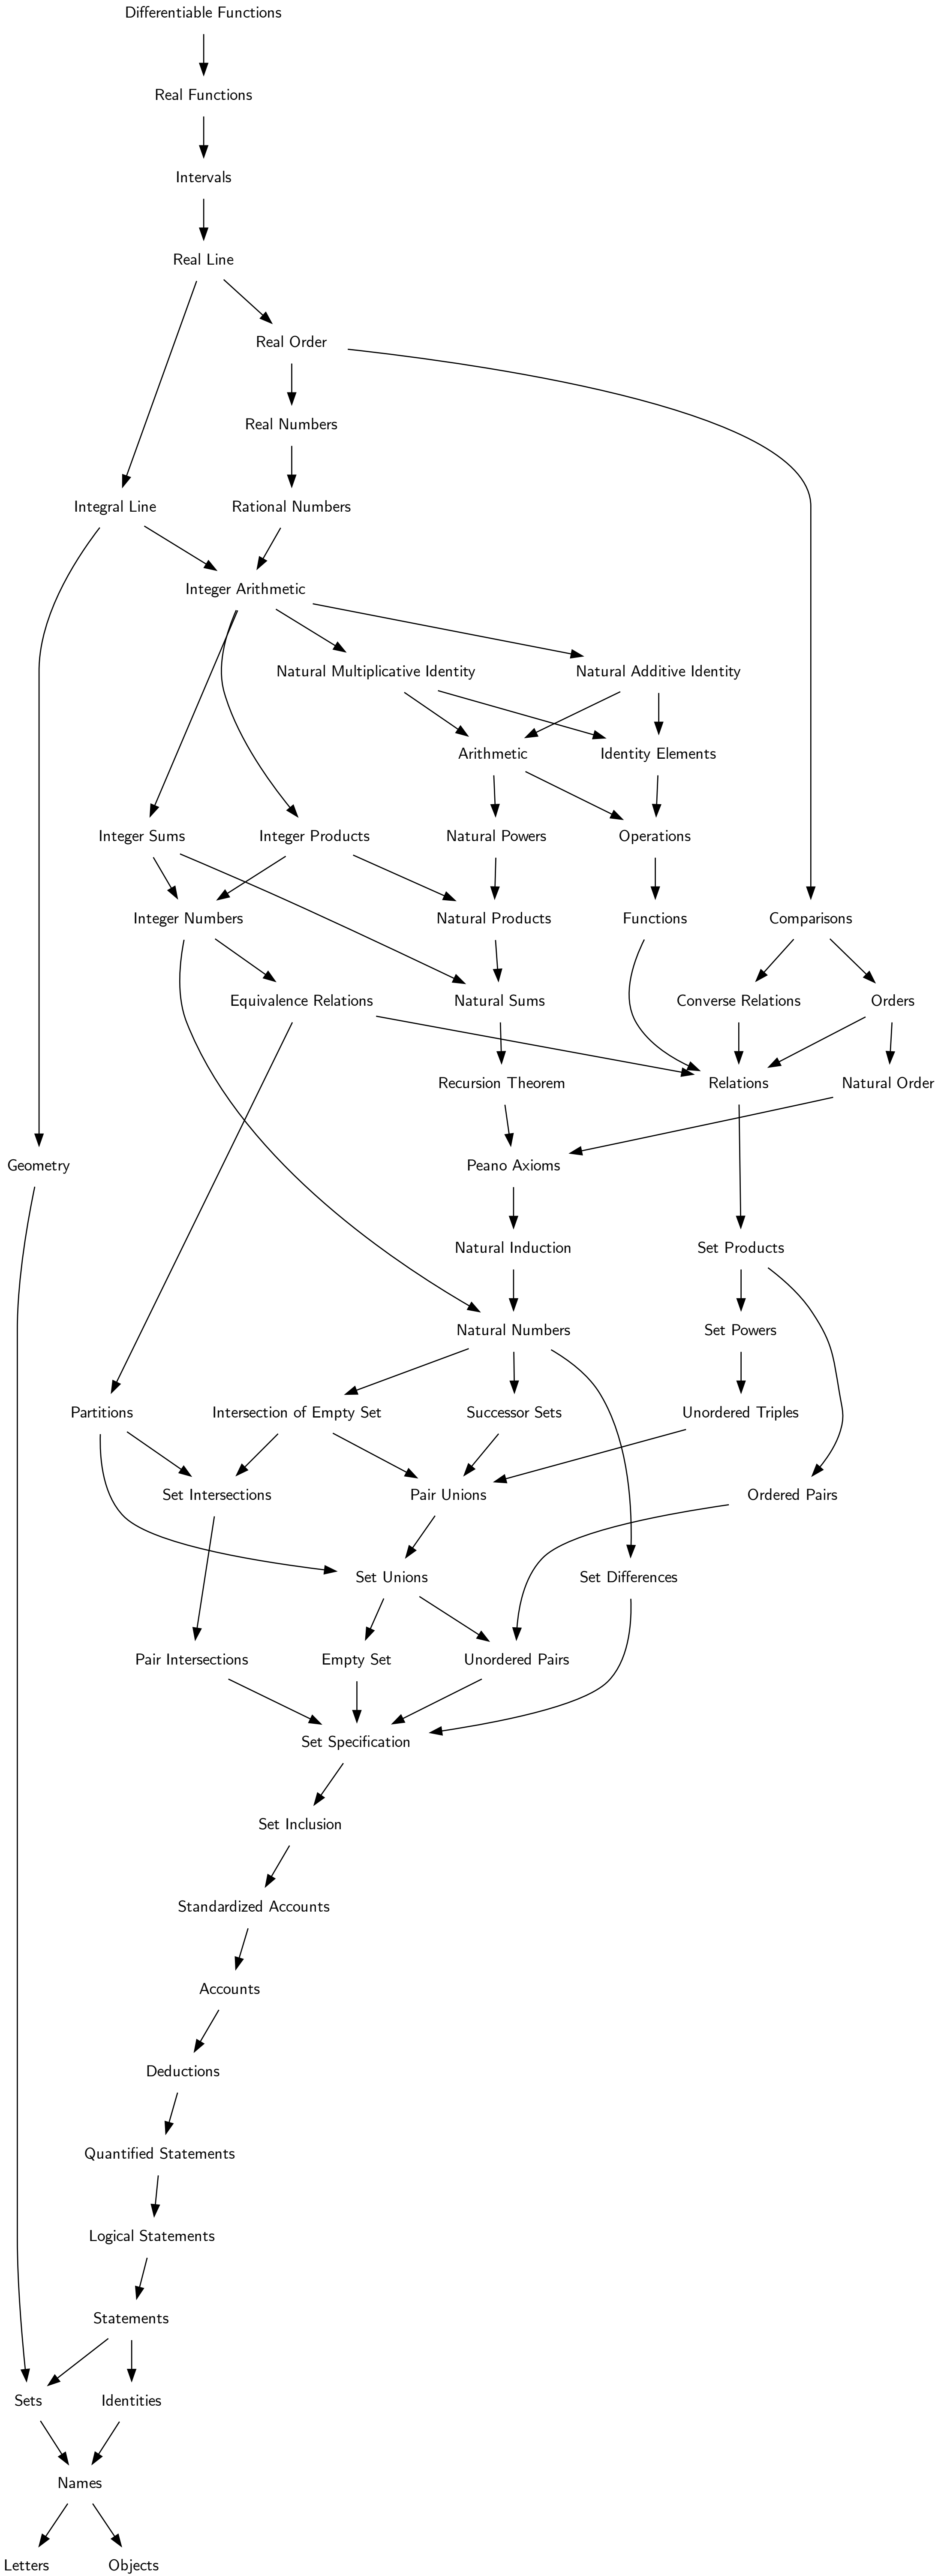 Differentiable Functions
Real Functions
Intervals
Real Line
Real Order
Real Numbers
Integral Line
Rational Numbers
Integer Arithmetic
Natural Multiplicative Identity
Natural Additive Identity
Arithmetic
Identity Elements
Integer Sums
Integer Products
Natural Powers
Operations
Integer Numbers
Natural Products
Functions
Comparisons
Equivalence Relations
Natural Sums
Converse Relations
Orders
Recursion Theorem
Relations
Natural Order
Geometry
Peano Axioms
Natural Induction
Set Products
Natural Numbers
Set Powers
Partitions
Intersection of Empty Set
Successor Sets
Unordered Triples
Set Intersections
Pair Unions
Ordered Pairs
Set Unions
Set Differences
Pair Intersections
Empty Set
Unordered Pairs
Set Specification
Set Inclusion
Standardized Accounts
Accounts
Deductions
Quantified Statements
Logical Statements
Statements
Sets
Identities
Names
Letters
Objects